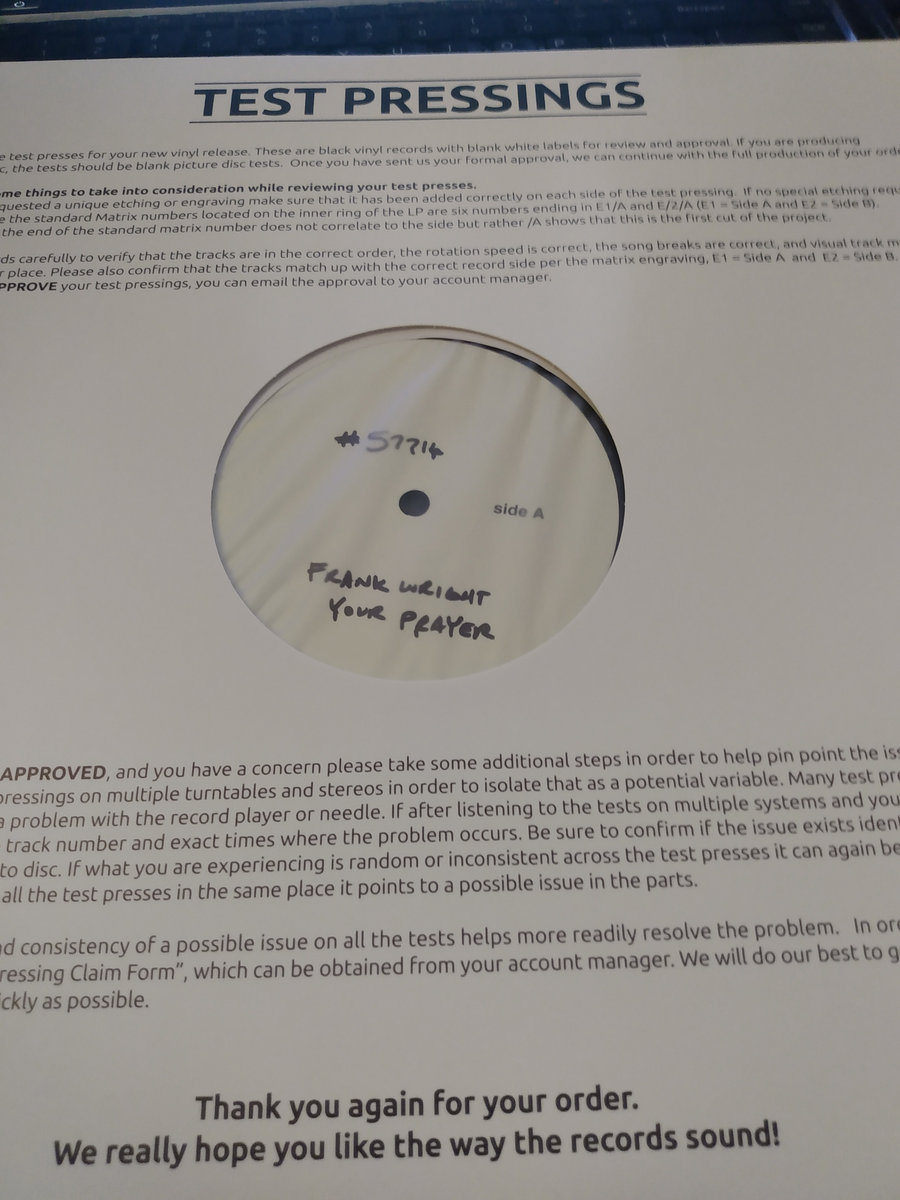 TEST PRESSINGS
e test presses for your new vinyl release. These are black vinyl records with blank white labels for review and approval. If you are producing
c, the tests should be blank picture disc tests. Once you have sent us your formal approval, we can continue with the full production of your orde
ome things to take into consideration while reviewing your test presses.
quested a unique etching or engraving make sure that it has been added correctly on each side of the test pressing. If no special etching requ
e the standard Matrix numbers located on the inner ring of the LP are six numbers ending in E1/A and E/2/A (E1 = Side A and E2 = Side B).
the end of the standard matrix number does not correlate to the side but rather /A shows that this is the first cut of the project.
ds carefully to verify that the tracks are in the correct order, the rotation speed is correct, the song breaks are correct, and visual track m
r place. Please also confirm that the tracks match up with the correct record side per the matrix engraving, E1 = Side A and E2 = Side B.
PPROVE your test pressings, you can email the approval to your account manager.
side A
FRANK WRIGHT
YOUR PRAYER
APPROVED, and you have a concern please take some additional steps in order to help pin point the iss
pressings on multiple turntables and stereos in order to isolate that as a potential variable. Many test pre
a problem with the record player or needle. If after listening to the tests on multiple systems and you
track number and exact times where the problem occurs. Be sure to confirm if the issue exists ident
to disc. If what you are experiencing is random or inconsistent across the test presses it can again be
all the test presses in the same place it points to a possible issue in the parts.
nd consistency of a possible issue on all the tests helps more readily resolve the problem. In ord
ressing Claim Form", which can be obtained from your account manager. We will do our best to g
ickly as possible.
Thank you again for your order.
We really hope you like the way the records sound!